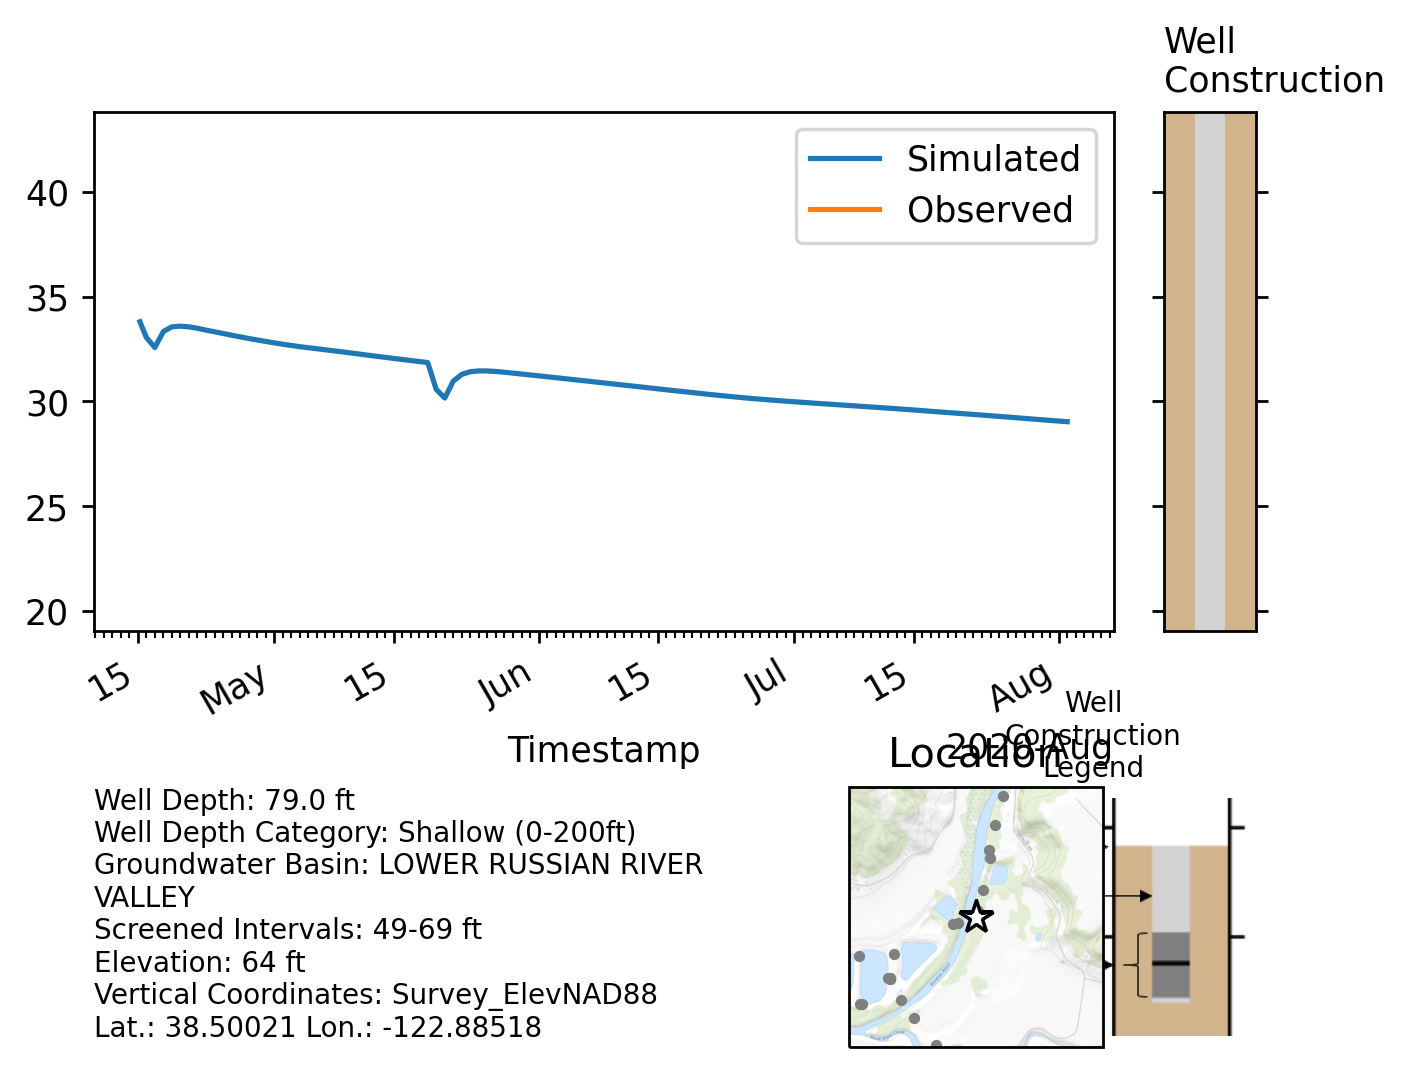 Well
Construction
Simulated
Observed
40
35
30
25
20
15
May
15
Jun
15
Jul
15
Aug
Timestamp
2020-Aug
Location
Well
Construction
Legend
Well Depth: 79.0 ft
Well Depth Category: Shallow (0-200ft)
Groundwater Basin: LOWER RUSSIAN RIVER
VALLEY
Screened Intervals: 49-69 ft
Elevation: 64 ft
Vertical Coordinates: Survey_ElevNAD88
Lat.: 38.50021 Lon.: -122.88518